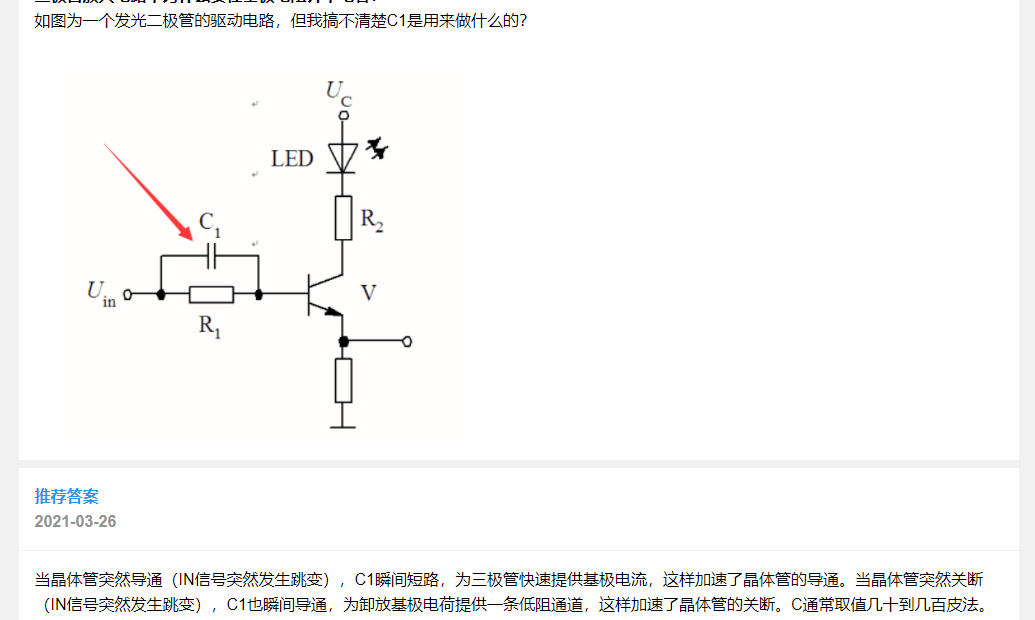 如图为一个发光二极管的驱动电路，但我搞不清楚C1是用来做什么的?
UC
LED
R2
C1
Uin
V
R1
推荐答案
2021-03-26
当晶体管突然导通（IN信号突然发生跳变），C1瞬间短路，为三极管快速提供基极电流，这样加速了晶体管的导通。当晶体管突然关断
（IN信号突然发生跳变），C1也瞬间导通，为卸放基极电荷提供一条低阻通道，这样加速了晶体管的关断。C通常取值几十到几百皮法。